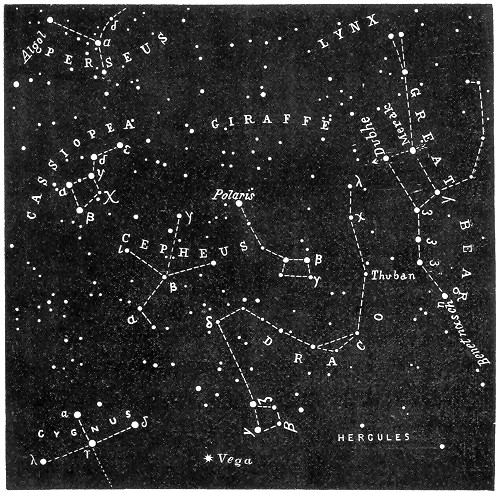 Algol
PERSEUS
δ
α
LYNX
GREAT BEAR
GIRAFFE
Dubhe
Merak
CASSIOPEA
ε
δ
γ
α
χ
β
Polaris
λ
χ
γ
ι
CEPHEUS
β
γ
β
α
Thuban
γ
ε
ζ
η
Benetnasch
δ
DRACO
ξ
γ
β
α
CYGNUS
δ
γ
λ
Vega
HERCULES